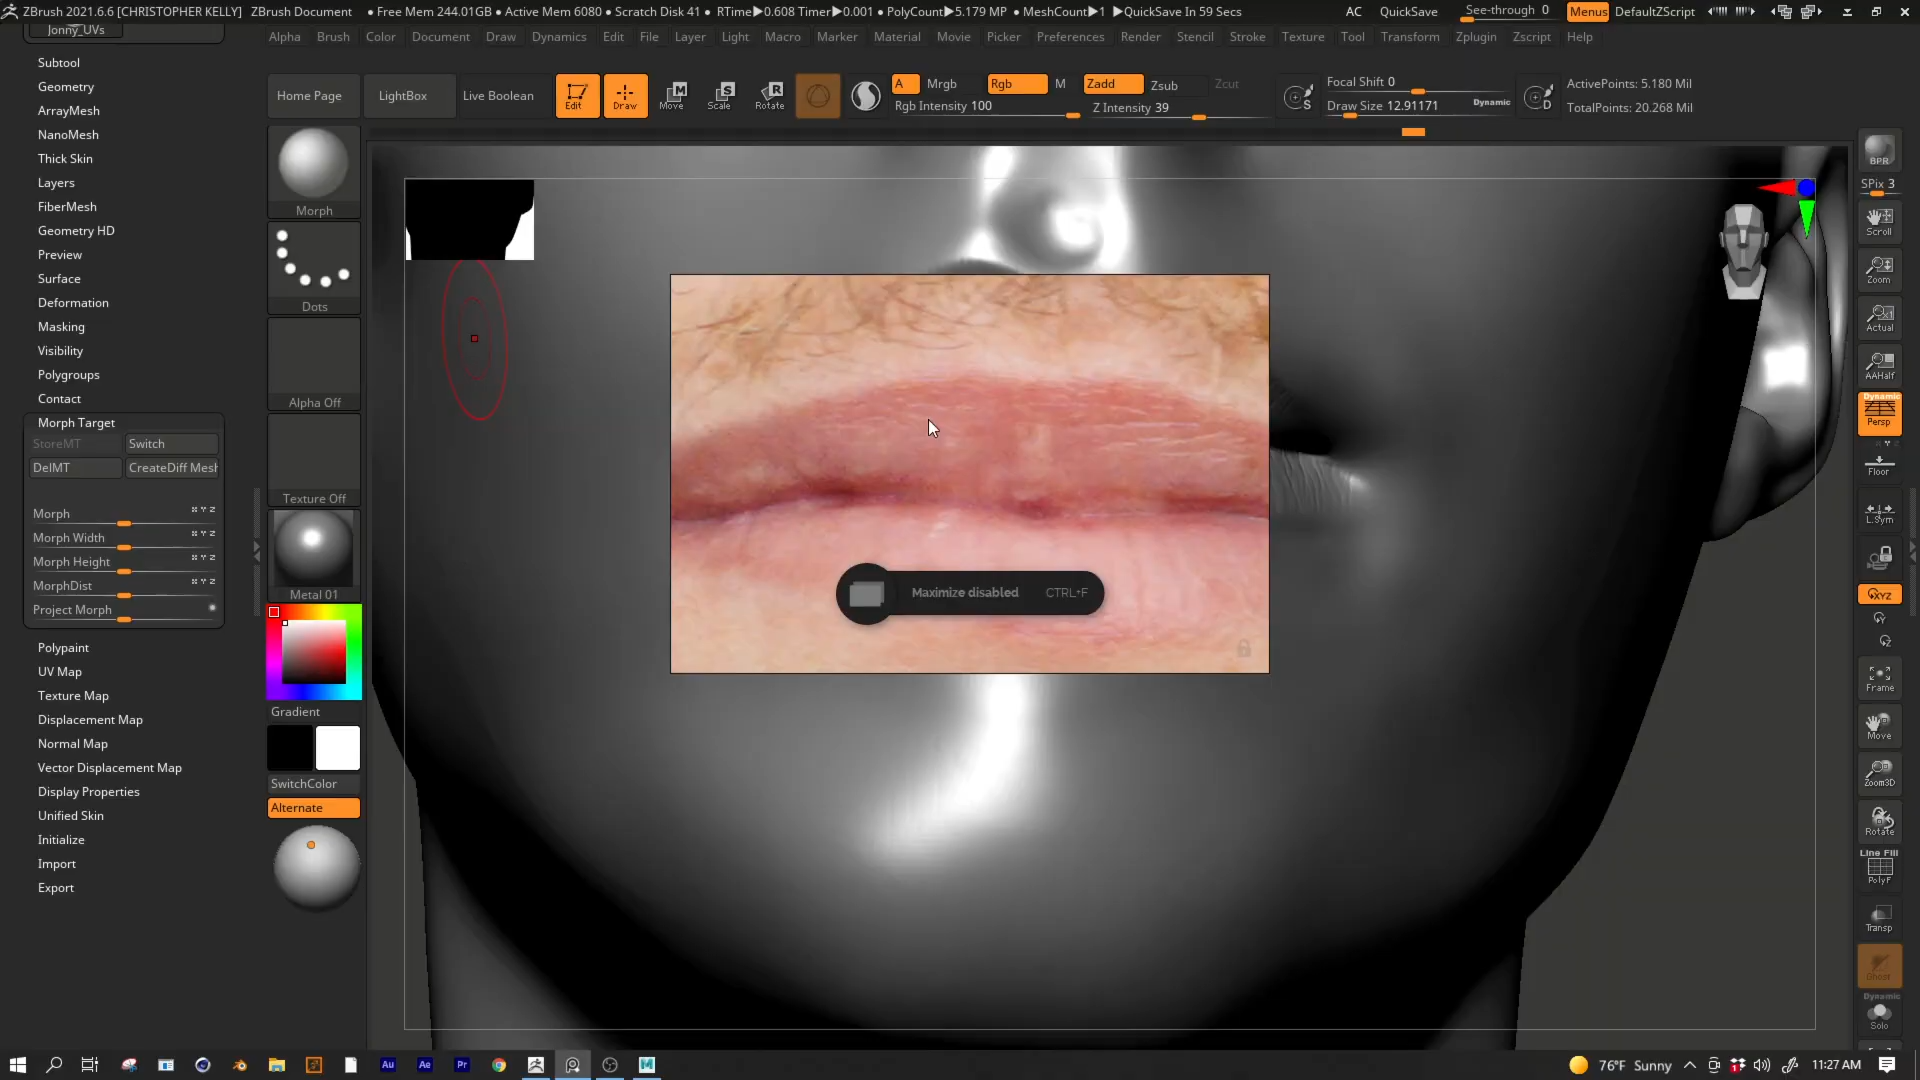 ZBrush 2021.6.6 [CHRISTOPHER KELLY] ZBrush Document • Free Mem 244.01GB • Active Mem 6080 • Scratch Disk 41 • RTime▶0.608 Timer▶0.001 • PolyCount▶5.179 MP • MeshCount▶1 ▶QuickSave In 59 Secs AC QuickSave See-through 0 Menus DefaultZScript
Alpha Brush Color Document Draw Dynamics Edit File Layer Light Macro Marker Material Movie Picker Preferences Render Stencil Stroke Texture Tool Transform Zplugin Zscript Help
Jonny_UVs
Subtool
Geometry
ArrayMesh
NanoMesh
Thick Skin
Layers
FiberMesh
Geometry HD
Preview
Surface
Deformation
Masking
Visibility
Polygroups
Contact
Morph Target
StoreMT Switch
DelMT CreateDiff Mesh
Morph
Morph Width
Morph Height
MorphDist
Project Morph
Polypaint
UV Map
Texture Map
Displacement Map
Normal Map
Vector Displacement Map
Display Properties
Unified Skin
Initialize
Import
Export
Home Page LightBox Live Boolean Edit Draw Move Scale Rotate
A Mrgb Rgb M Zadd Zsub Zcut
Rgb Intensity 100 Z Intensity 39
Focal Shift 0
Draw Size 12.91171 Dynamic
ActivePoints: 5.180 Mil
TotalPoints: 20.268 Mil
Morph
Dots
Alpha Off
Texture Off
Metal 01
Gradient
SwitchColor
Alternate
Maximize disabled CTRL+F
BPR
SPix 3
Scroll
Zoom
Actual
AAHalf
Dynamic
Persp
Floor
L.Sym
XYZ
Frame
Move
Zoom3D
Rotate
Line Fill
PolyF
Transp
Ghost
Dynamic
Solo
Au Ae Pr
76°F Sunny 11:27 AM